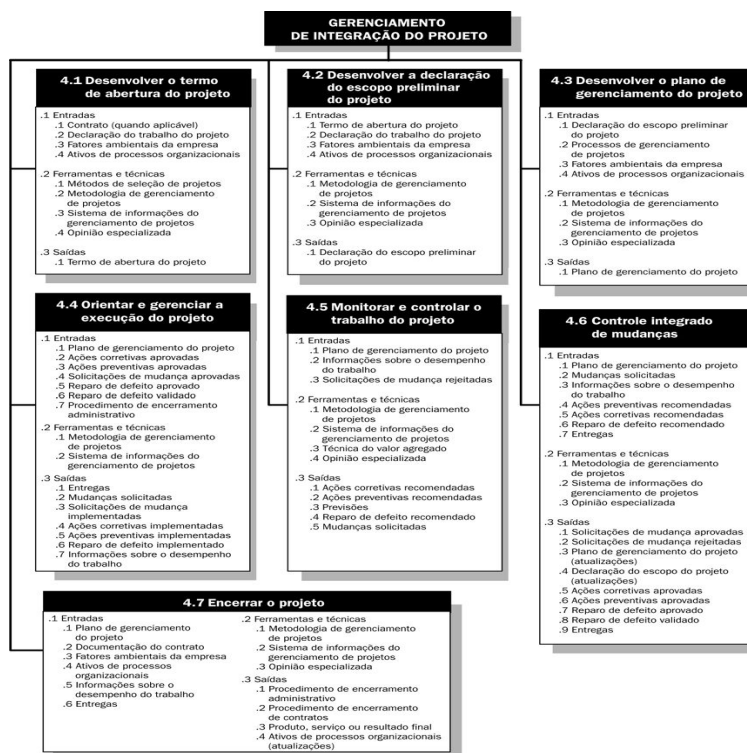 GERENCIAMENTO
DE INTEGRAÇÃO DO PROJETO
4.1 Desenvolver o termo
de abertura do projeto
.1 Entradas
.1 Contrato (quando aplicável)
.2 Declaração do trabalho do projeto
.3 Fatores ambientais da empresa
.4 Ativos de processos organizacionais
.2 Ferramentas e técnicas
.1 Métodos de seleção de projetos
.2 Metodologia de gerenciamento
de projetos
.3 Sistema de informações do
gerenciamento de projetos
.4 Opinião especializada
.3 Saídas
.1 Termo de abertura do projeto
4.2 Desenvolver a declaração
do escopo preliminar
do projeto
.1 Entradas
.1 Termo de abertura do projeto
.2 Declaração do trabalho do projeto
.3 Fatores ambientais da empresa
.4 Ativos de processos organizacionais
.2 Ferramentas e técnicas
.1 Metodologia de gerenciamento
de projetos
.2 Sistema de informações do
gerenciamento de projetos
.3 Opinião especializada
.3 Saídas
.1 Declaração do escopo preliminar
do projeto
4.3 Desenvolver o plano de
gerenciamento do projeto
.1 Entradas
.1 Declaração do escopo preliminar
do projeto
.2 Processos de gerenciamento
de projetos
.3 Fatores ambientais da empresa
.4 Ativos de processos organizacionais
.2 Ferramentas e técnicas
.1 Metodologia de gerenciamento
de projetos
.2 Sistema de informações do
gerenciamento de projetos
.3 Opinião especializada
.3 Saídas
.1 Plano de gerenciamento do projeto
4.4 Orientar e gerenciar a
execução do projeto
.1 Entradas
.1 Plano de gerenciamento do projeto
.2 Ações corretivas aprovadas
.3 Ações preventivas aprovadas
.4 Solicitações de mudança aprovadas
.5 Reparo de defeito aprovado
.6 Reparo de defeito validado
.7 Procedimento de encerramento
administrativo
.2 Ferramentas e técnicas
.1 Metodologia de gerenciamento
de projetos
.2 Sistema de informações do
gerenciamento de projetos
.3 Saídas
.1 Entregas
.2 Mudanças solicitadas
.3 Solicitações de mudança
implementadas
.4 Ações corretivas implementadas
.5 Ações preventivas implementadas
.6 Reparo de defeito implementado
.7 Informações sobre o desempenho
do trabalho
4.5 Monitorar e controlar o
trabalho do projeto
.1 Entradas
.1 Plano de gerenciamento do projeto
.2 Informações sobre o desempenho
do trabalho
.3 Solicitações de mudança rejeitadas
.2 Ferramentas e técnicas
.1 Metodologia de gerenciamento
de projetos
.2 Sistema de informações do
gerenciamento de projetos
.3 Técnica do valor agregado
.4 Opinião especializada
.3 Saídas
.1 Ações corretivas recomendadas
.2 Ações preventivas recomendadas
.3 Previsões
.4 Reparo de defeito recomendado
.5 Mudanças solicitadas
4.6 Controle integrado
de mudanças
.1 Entradas
.1 Plano de gerenciamento do projeto
.2 Mudanças solicitadas
.3 Informações sobre o desempenho
do trabalho
.4 Ações preventivas recomendadas
.5 Ações corretivas recomendadas
.6 Reparo de defeito recomendado
.7 Entregas
.2 Ferramentas e técnicas
.1 Metodologia de gerenciamento
de projetos
.2 Sistema de informações do
gerenciamento de projetos
.3 Opinião especializada
.3 Saídas
.1 Solicitações de mudança aprovadas
.2 Solicitações de mudança rejeitadas
.3 Plano de gerenciamento do projeto
(atualizações)
.4 Declaração do escopo do projeto
(atualizações)
.5 Ações corretivas aprovadas
.6 Ações preventivas aprovadas
.7 Reparo de defeito aprovado
.8 Reparo de defeito validado
.9 Entregas
4.7 Encerrar o projeto
.1 Entradas
.1 Plano de gerenciamento
do projeto
.2 Documentação do contrato
.3 Fatores ambientais da empresa
.4 Ativos de processos
organizacionais
.5 Informações sobre o
desempenho do trabalho
.6 Entregas
.2 Ferramentas e técnicas
.1 Metodologia de gerenciamento
de projetos
.2 Sistema de informações do
gerenciamento de projetos
.3 Opinião especializada
.3 Saídas
.1 Procedimento de encerramento
administrativo
.2 Procedimento de encerramento
de contratos
.3 Produto, serviço ou resultado final
.4 Ativos de processos organizacionais
(atualizações)